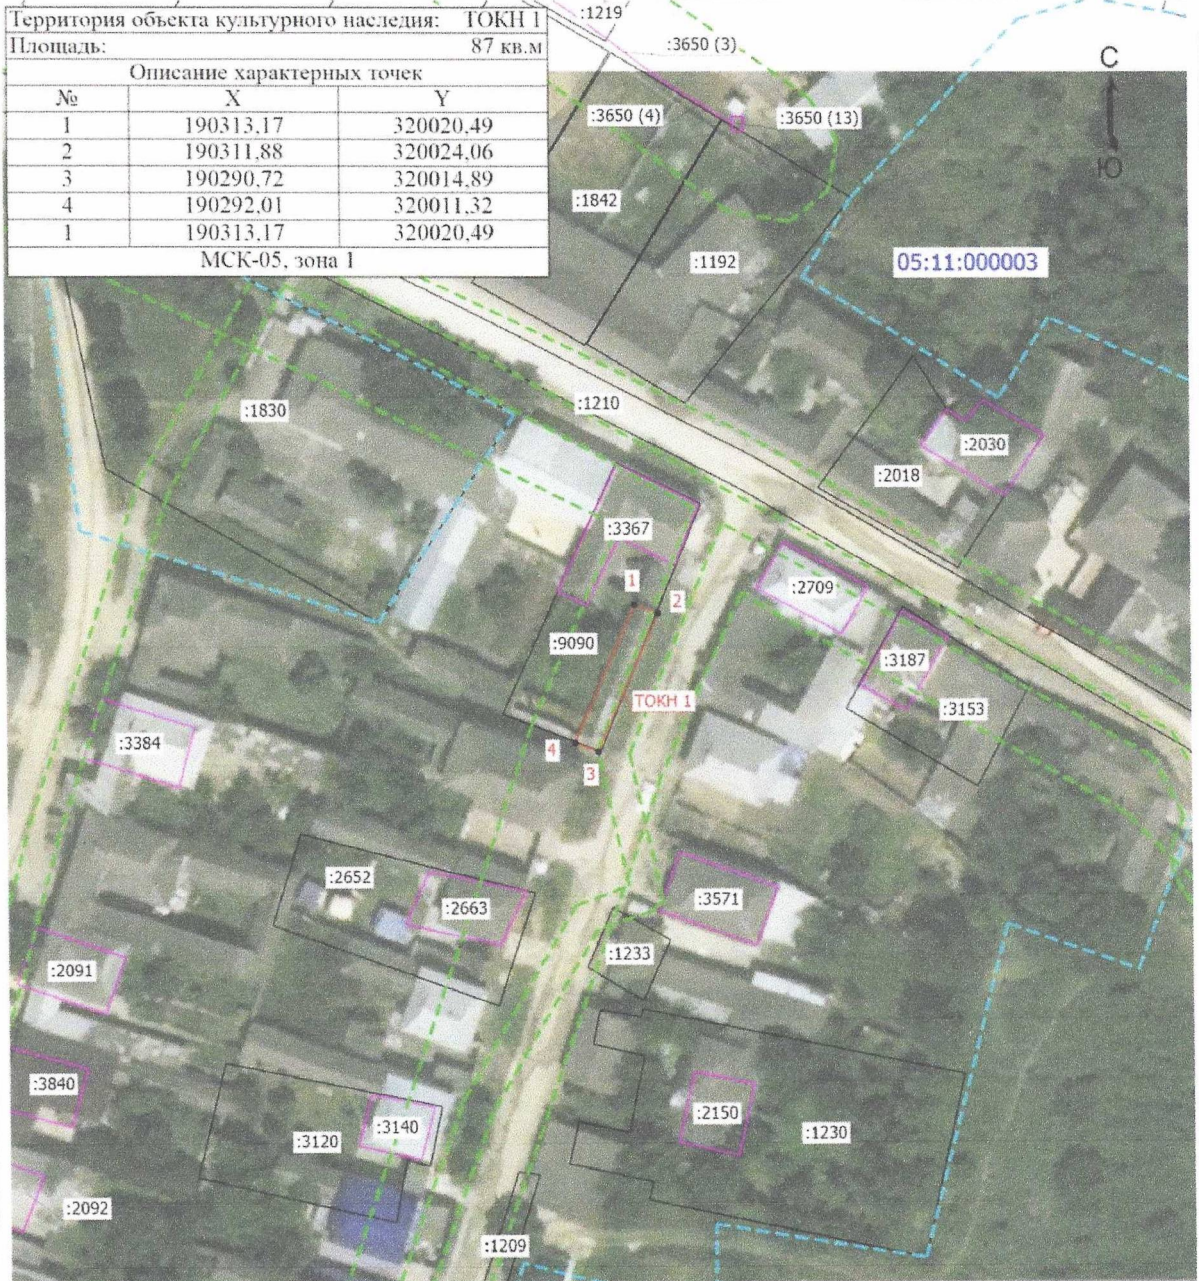 Территория объекта культурного наследия: ТОКН 1
Площадь: 87 кв.м
Описание характерных точек
№ X Y
1 190313,17 320020,49
2 190311,88 320024,06
3 190290,72 320014,89
4 190292,01 320011,32
1 190313,17 320020,49
МСК-05, зона 1
:1219
:3650 (3)
С
Ю
:3650 (4)
:3650 (13)
:1842
:1192
05:11:000003
:1830
:1210
:2030
:2018
:3367
:2709
1
2
:9090
:3187
ТОКН 1
:3153
:3384
4
3
:2652
:2663
:3571
:1233
:2091
:3840
:3120
:3140
:2150
:1230
:2092
:1209